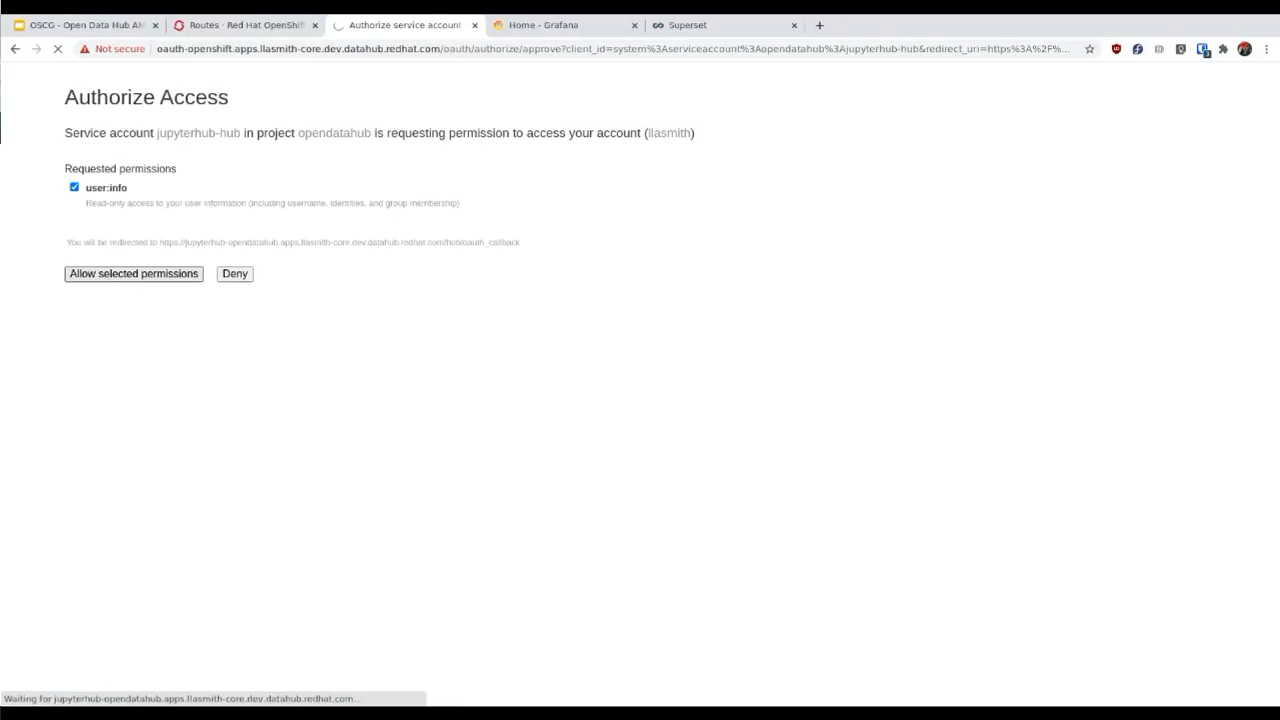 OSCG - Open Data Hub AM
Routes · Red Hat OpenShift
Authorize service account
Home - Grafana
Superset
Not secure
oauth-openshift.apps.llasmith-core.dev.datahub.redhat.com/oauth/authorize/approve?client_id=system%3Aserviceaccount%3Aopendatahub%3Ajupyterhub-hub&redirect_uri=https%3A%2F%...
Authorize Access
Service account jupyterhub-hub in project opendatahub is requesting permission to access your account (llasmith)
Requested permissions
user:info
Read-only access to your user information (including username, identities, and group membership)
You will be redirected to https://jupyterhub-opendatahub.apps.llasmith-core.dev.datahub.redhat.com/hub/oauth_callback
Allow selected permissions
Deny
Waiting for jupyterhub-opendatahub.apps.llasmith-core.dev.datahub.redhat.com...